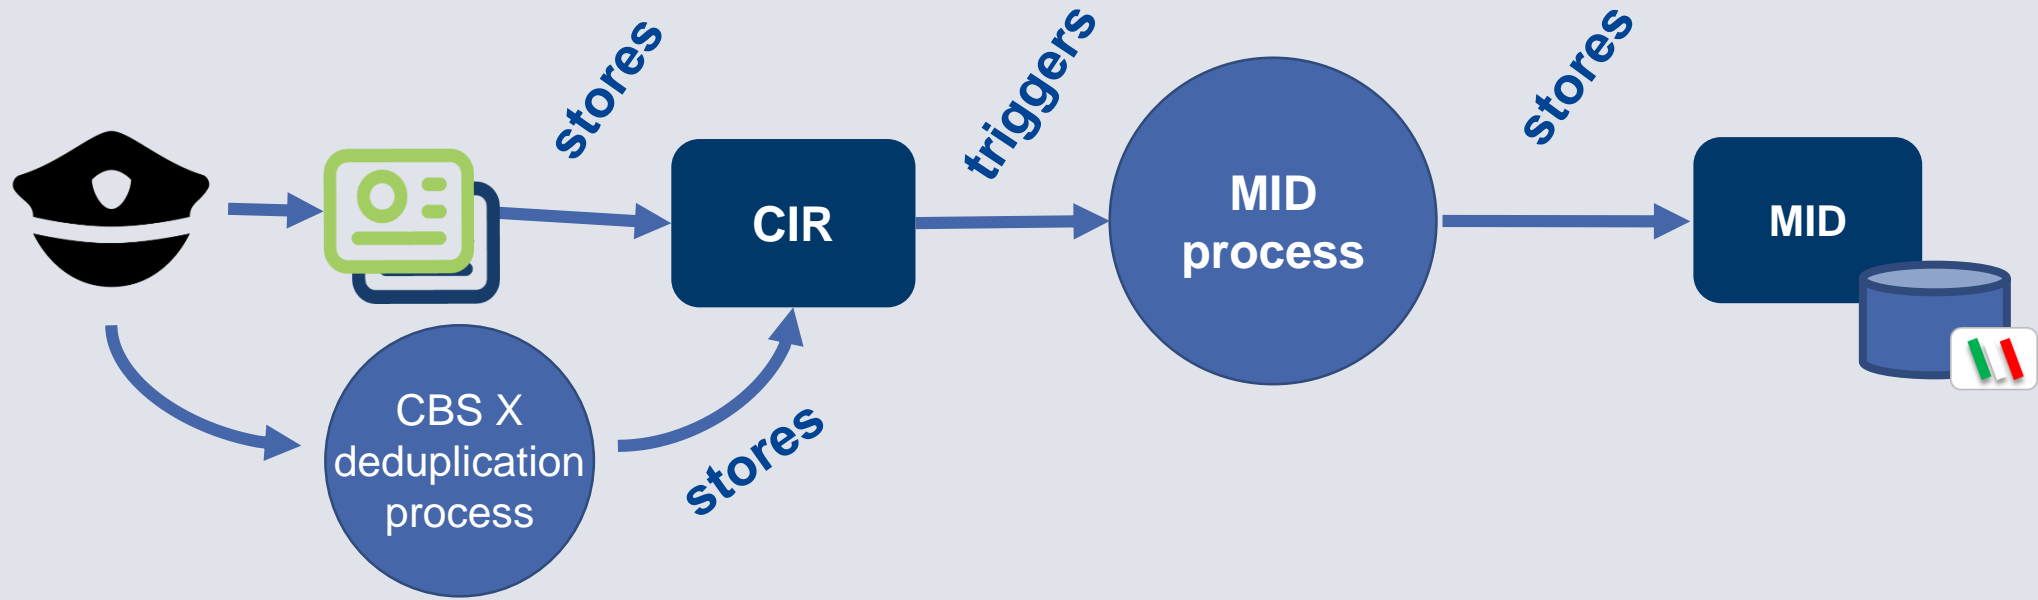 stores
triggers
stores
CIR
MID
process
MID
CBS X
deduplication
process
stores